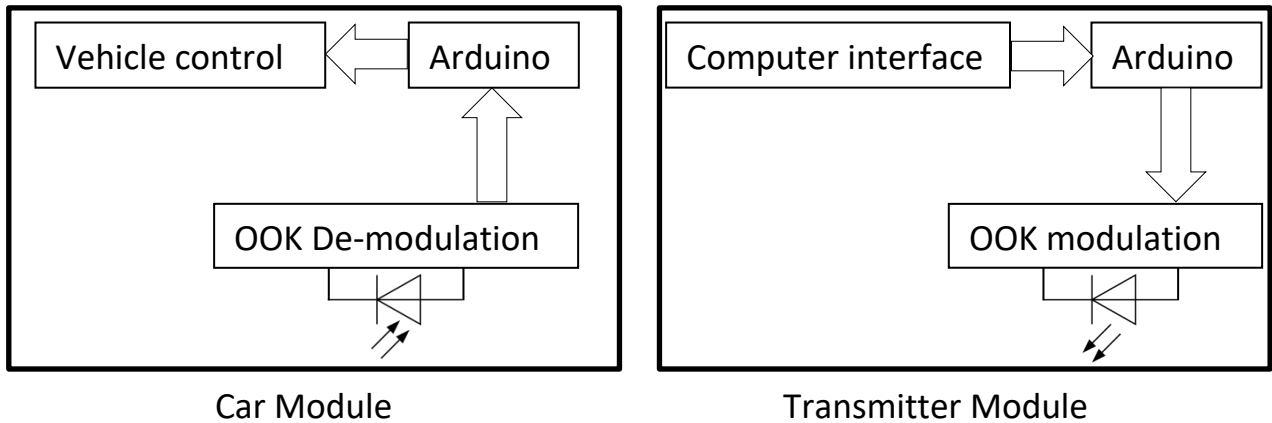 Vehicle control
Arduino
OOK De-modulation
Car Module
Computer interface
Arduino
OOK modulation
Transmitter Module